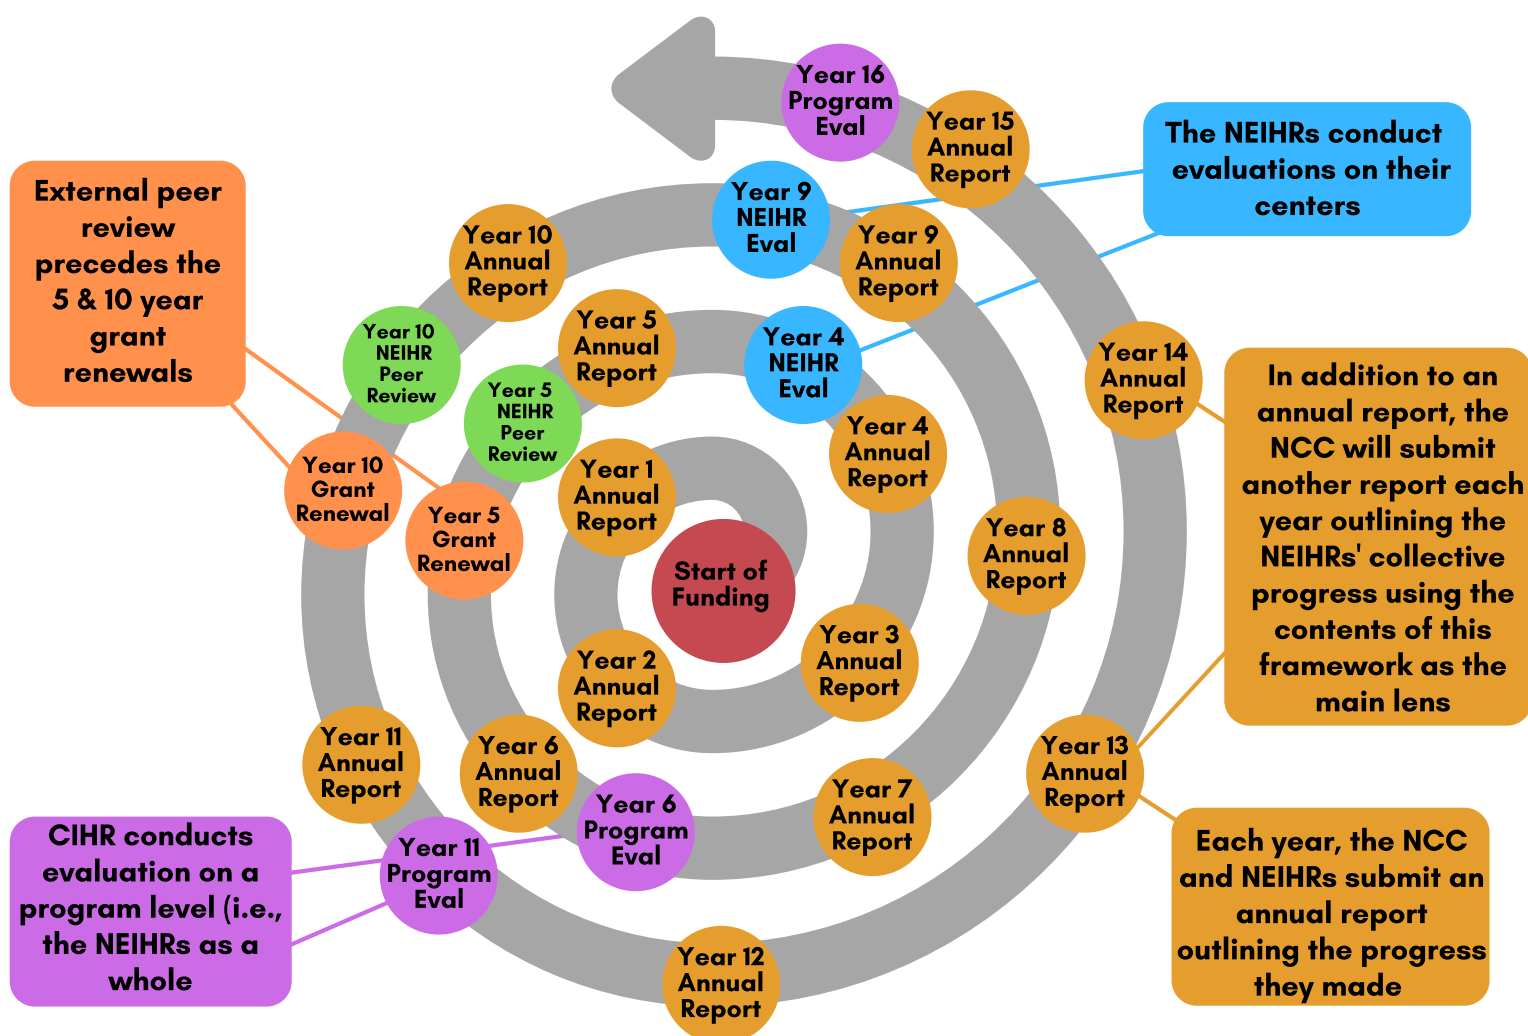 Year 16
Program
Eval
Year 15
Annual
Report
The NEIHRs conduct
evaluations on their
centers
External peer
review
precedes the
5 & 10 year
grant
renewals
Year 9
NEIHR
Eval
Year 10
Annual
Report
Year 9
Annual
Report
Year 10
NEIHR
Peer
Review
Year 5
Annual
Report
Year 4
NEIHR
Eval
Year 14
Annual
Report
Year 5
NEIHR
Peer
Review
Year 4
Annual
Report
In addition to an
annual report, the
NCC will submit
another report each
year outlining the
NEIHRs' collective
progress using the
contents of this
framework as the
main lens
Year 10
Grant
Renewal
Year 1
Annual
Report
Year 5
Grant
Renewal
Year 8
Annual
Report
Start of
Funding
Year 3
Annual
Report
Year 2
Annual
Report
Year 11
Annual
Report
Year 6
Annual
Report
Year 13
Annual
Report
Year 6
Program
Eval
Year 7
Annual
Report
CIHR conducts
evaluation on a
program level (i.e.,
the NEIHRs as a
whole
Year 11
Program
Eval
Each year, the NCC
and NEIHRs submit an
annual report
outlining the progress
they made
Year 12
Annual
Report